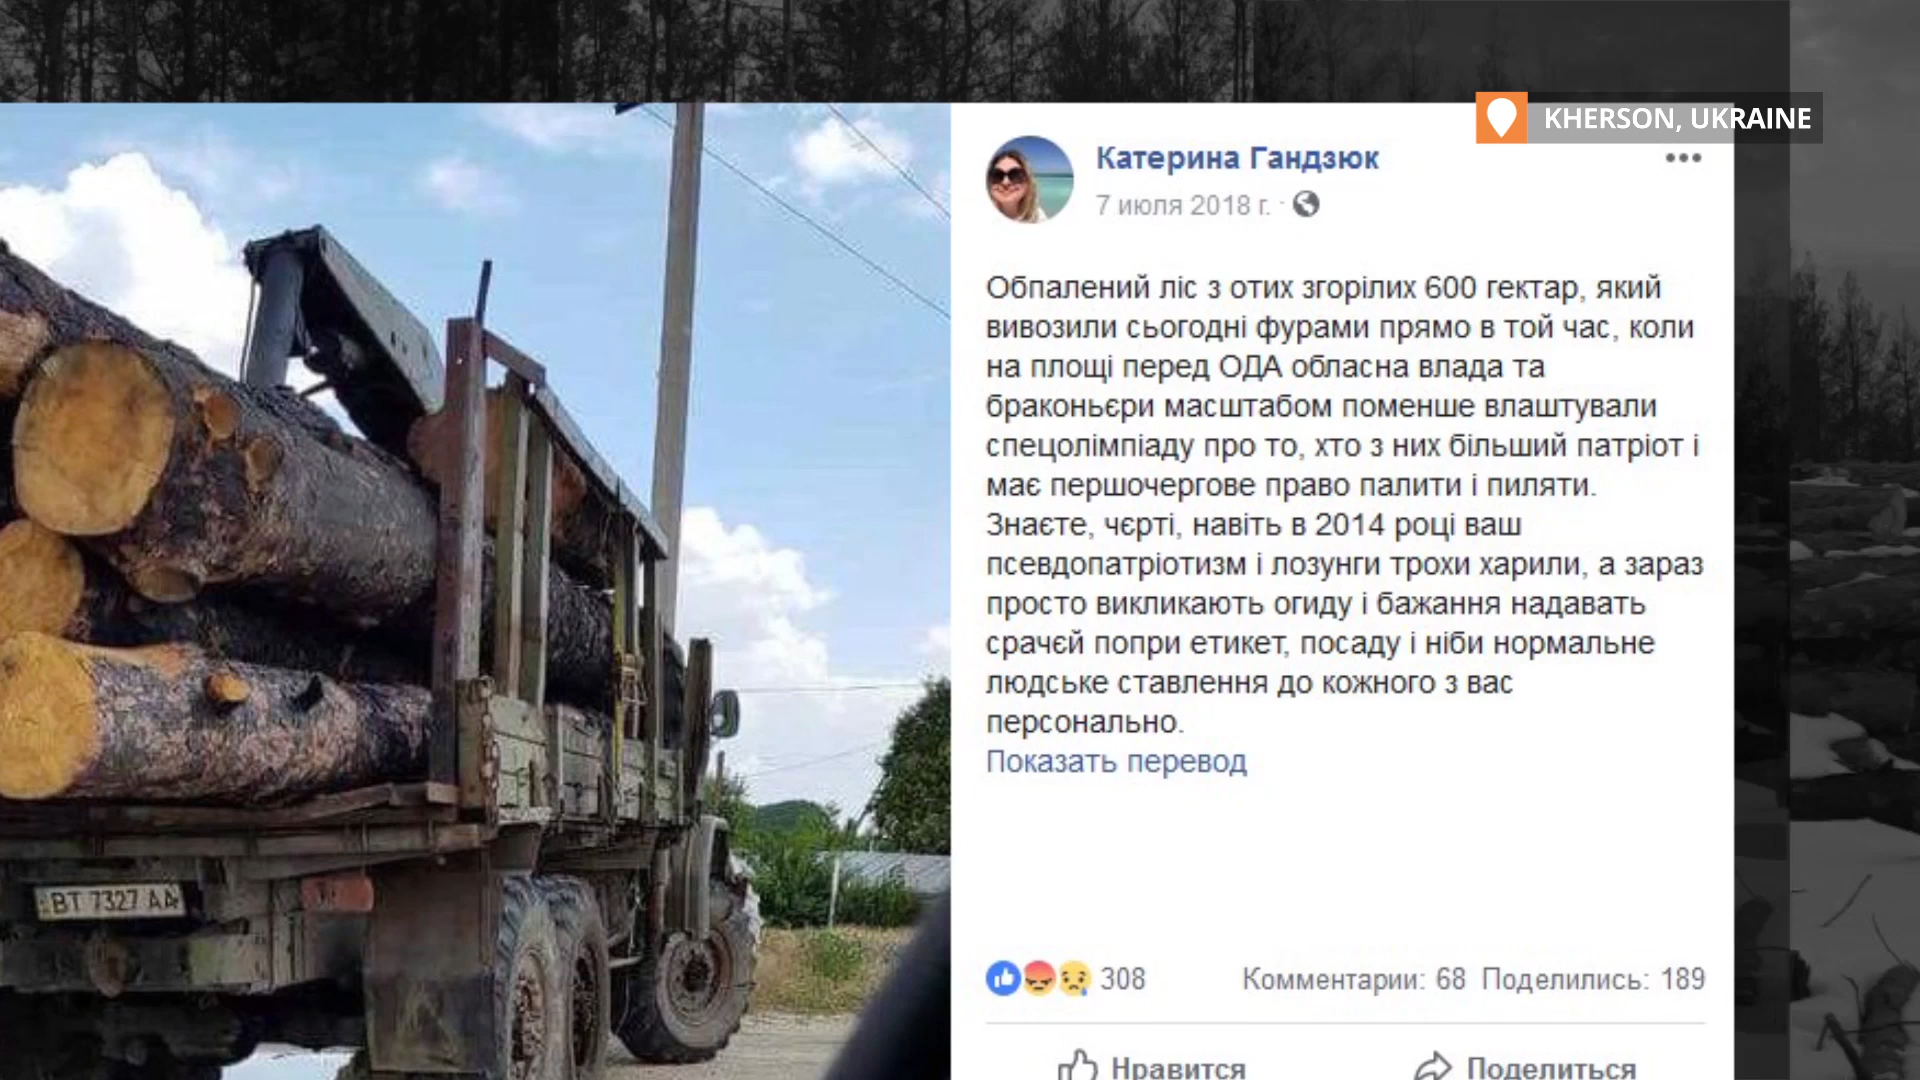 KHERSON, UKRAINE
Катерина Гандзюк
7 июля 2018 г. ·
Обпалений ліс з отих згорілих 600 гектар, який
вивозили сьогодні фурами прямо в той час, коли
на площі перед ОДА обласна влада та
браконьєри масштабом поменше влаштували
спецолімпіаду про то, хто з них більший патріот і
має першочергове право палити і пиляти.
Знаєте, чєрті, навіть в 2014 році ваш
псевдопатріотизм і лозунги трохи харили, а зараз
просто викликають огиду і бажання надавать
срачєй попри етикет, посаду і ніби нормальне
людське ставлення до кожного з вас
персонально.
Показать перевод
BT 7327 AA
308 Комментарии: 68 Поделились: 189
Нравится Поделиться